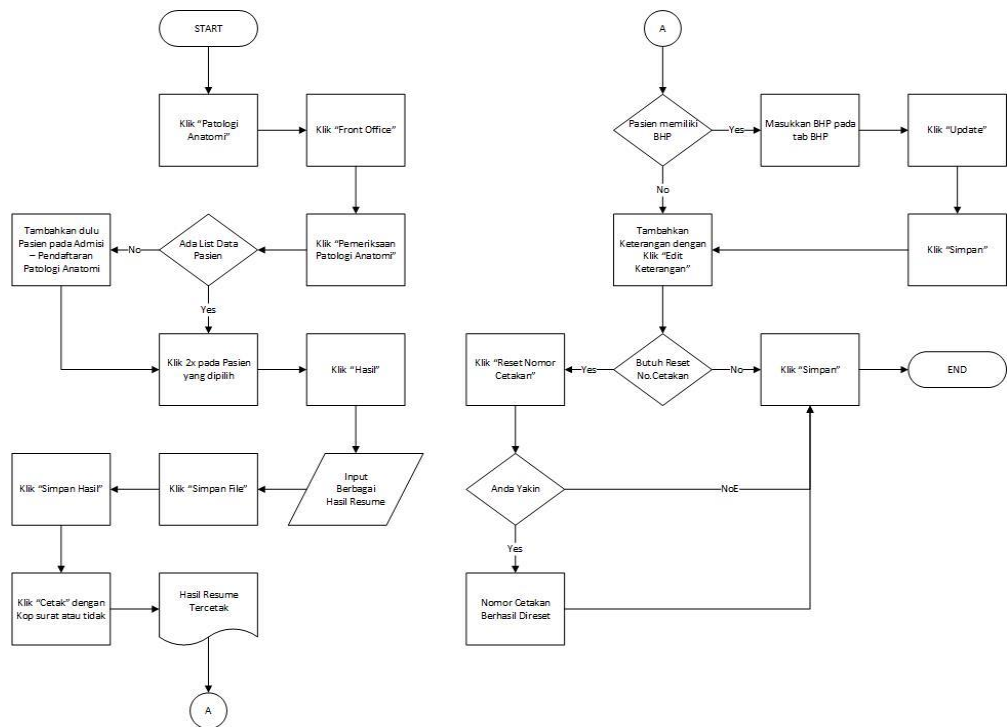 START
Klik “Patologi
Anatomi”
Klik “Front Office”
Klik “Pemeriksaan
Patologi Anatomi”
Ada List Data
Pasien
No
Tambahkan dulu
Pasien pada Admisi
– Pendaftaran
Patologi Anatomi
Yes
Klik 2x pada Pasien
yang dipilih
Klik “Hasil”
Input
Berbagai
Hasil Resume
Klik “Simpan File”
Klik “Simpan Hasil”
Klik “Cetak” dengan
Kop surat atau tidak
Hasil Resume
Tercetak
A
A
Pasien memiliki
BHP
Yes
Masukkan BHP pada
tab BHP
Klik “Update”
Klik “Simpan”
No
Tambahkan
Keterangan dengan
Klik “Edit
Keterangan”
Butuh Reset
No.Cetakan
Yes
Klik “Reset Nomor
Cetakan”
No
Klik “Simpan”
END
Anda Yakin
NoE
Yes
Nomor Cetakan
Berhasil Direset